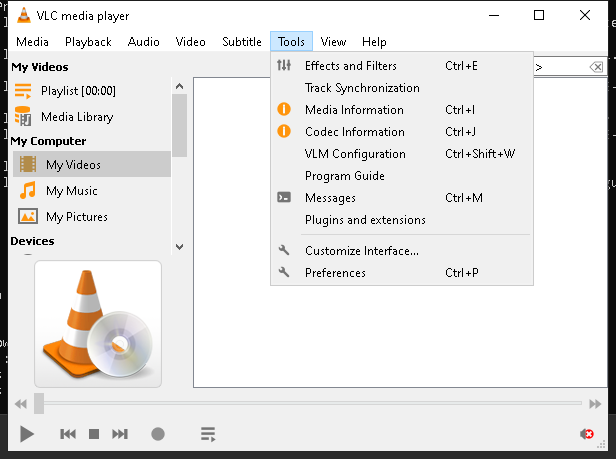 VLC media player
Media Playback Audio Video Subtitle Tools View Help
My Videos
Playlist [00:00]
Media Library
My Computer
My Videos
My Music
My Pictures
Devices
Effects and Filters Ctrl+E
Track Synchronization
Media Information Ctrl+I
Codec Information Ctrl+J
VLM Configuration Ctrl+Shift+W
Program Guide
Messages Ctrl+M
Plugins and extensions
Customize Interface...
Preferences Ctrl+P
>